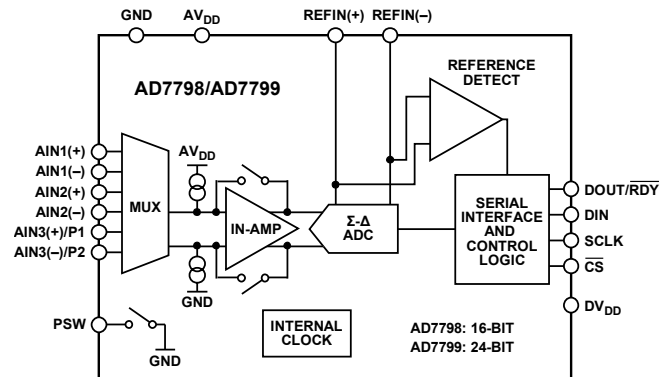 GND
AVDD
REFIN(+)
REFIN(–)
REFERENCE
DETECT
AD7798/AD7799
AIN1(+)
AIN1(–)
AIN2(+)
AIN2(–)
AIN3(+)/P1
AIN3(–)/P2
MUX
AVDD
IN-AMP
GND
Σ-Δ
ADC
SERIAL
INTERFACE
AND
CONTROL
LOGIC
DOUT/RDY
DIN
SCLK
CS
DVDD
PSW
GND
INTERNAL
CLOCK
AD7798: 16-BIT
AD7799: 24-BIT